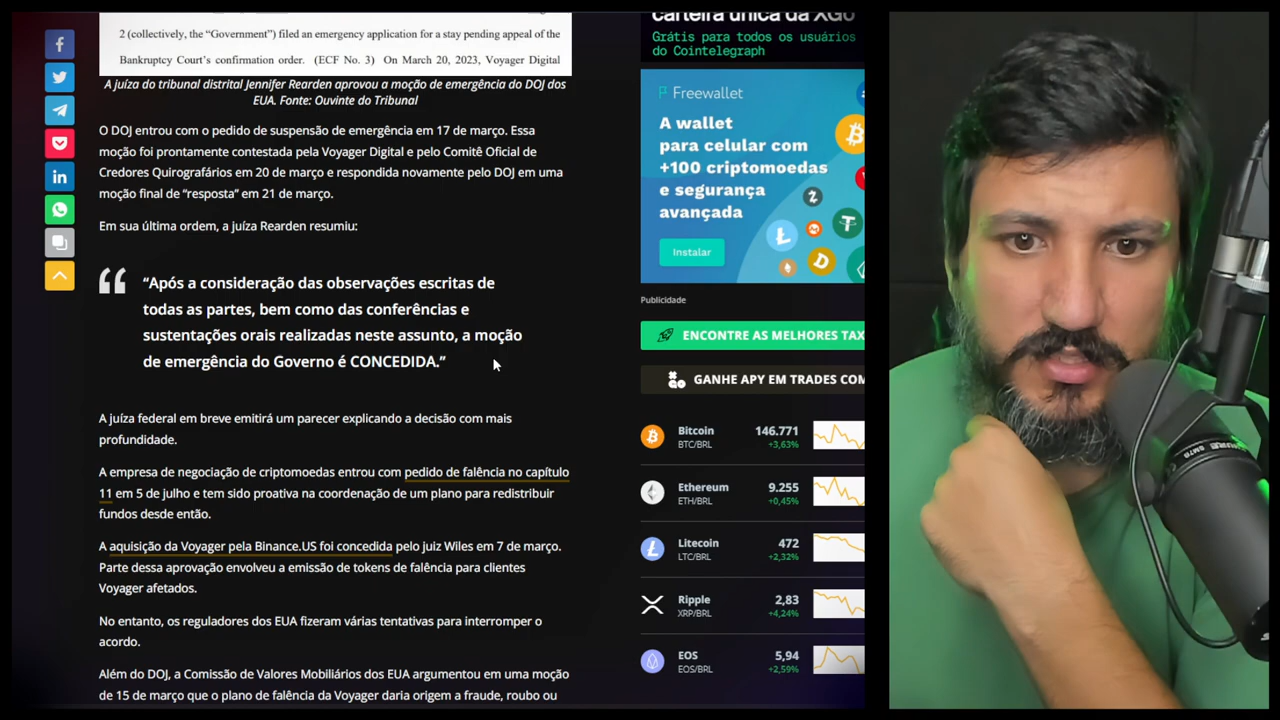 2 (collectively, the “Government”) filed an emergency application for a stay pending appeal of the
Bankruptcy Court’s confirmation order. (ECF No. 3) On March 20, 2023, Voyager Digital
A juíza do tribunal distrital Jennifer Rearden aprovou a moção de emergência do DOJ dos
EUA. Fonte: Ouvinte do Tribunal
O DOJ entrou com o pedido de suspensão de emergência em 17 de março. Essa
moção foi prontamente contestada pela Voyager Digital e pelo Comitê Oficial de
Credores Quirografários em 20 de março e respondida novamente pelo DOJ em uma
moção final de “resposta” em 21 de março.
Em sua última ordem, a juíza Rearden resumiu:
“Após a consideração das observações escritas de
todas as partes, bem como das conferências e
sustentações orais realizadas neste assunto, a moção
de emergência do Governo é CONCEDIDA.”
A juíza federal em breve emitirá um parecer explicando a decisão com mais
profundidade.
A empresa de negociação de criptomoedas entrou com pedido de falência no capítulo
11 em 5 de julho e tem sido proativa na coordenação de um plano para redistribuir
fundos desde então.
A aquisição da Voyager pela Binance.US foi concedida pelo juiz Wiles em 7 de março.
Parte dessa aprovação envolveu a emissão de tokens de falência para clientes
Voyager afetados.
No entanto, os reguladores dos EUA fizeram várias tentativas para interromper o
acordo.
Além do DOJ, a Comissão de Valores Mobiliários dos EUA argumentou em uma moção
de 15 de março que o plano de falência da Voyager daria origem a fraude, roubo ou
carteira única da XGo
Grátis para todos os usuários
do Cointelegraph
Freewallet
A wallet
para celular com
+100 criptomoedas
e segurança
avançada
Instalar
Publicidade
ENCONTRE AS MELHORES TAX
GANHE APY EM TRADES COM
Bitcoin 146.771
BTC/BRL +3,63%
Ethereum 9.255
ETH/BRL +0,45%
Litecoin 472
LTC/BRL +2,32%
Ripple 2,83
XRP/BRL +4,24%
EOS 5,94
EOS/BRL +2,59%
SM7B